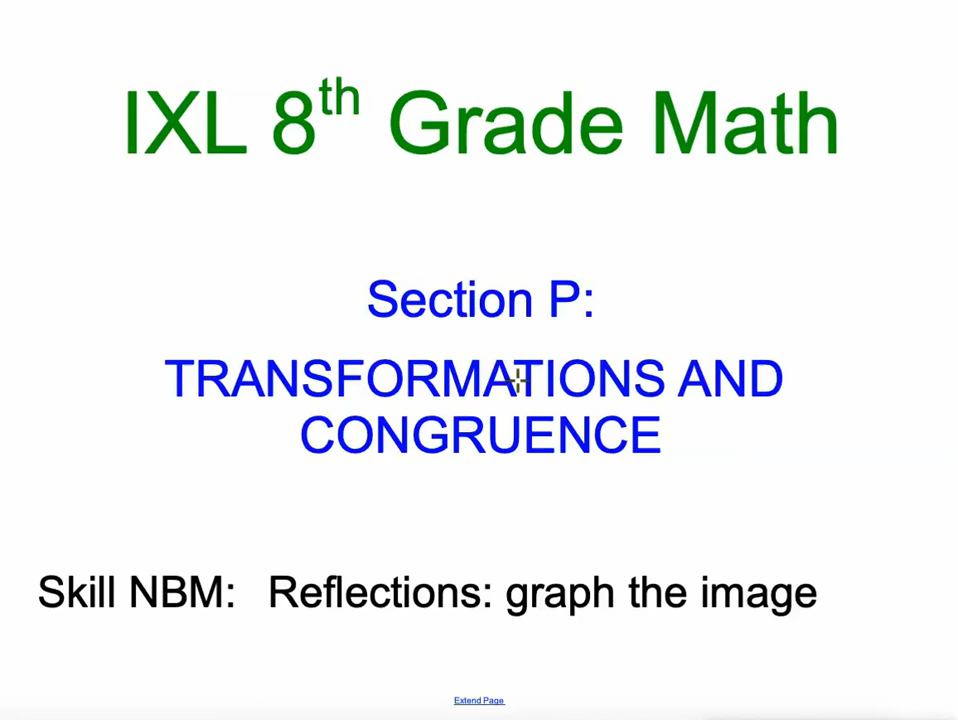 IXL 8th Grade Math
Section P:
TRANSFORMATIONS AND
CONGRUENCE
Skill NBM: Reflections: graph the image
Extend Page